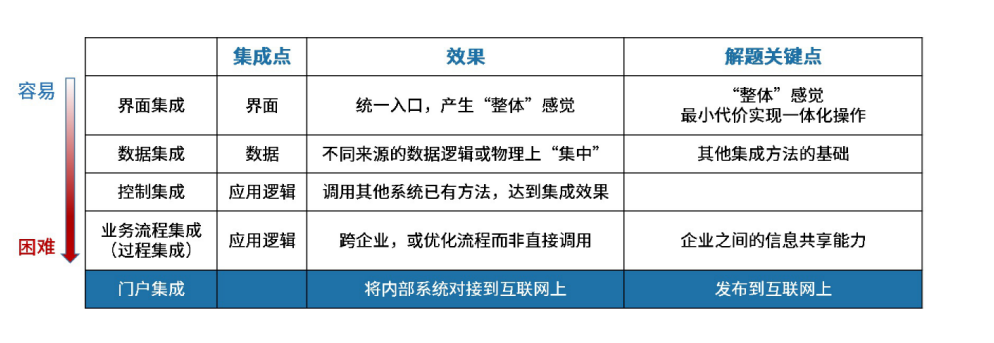 集成点 效果 解题关键点
容易
界面集成 界面 统一入口，产生“整体”感觉 “整体”感觉
最小代价实现一体化操作
数据集成 数据 不同来源的数据逻辑或物理上“集中” 其他集成方法的基础
控制集成 应用逻辑 调用其他系统已有方法，达到集成效果
业务流程集成
（过程集成） 应用逻辑 跨企业，或优化流程而非直接调用 企业之间的信息共享能力
困难
门户集成 将内部系统对接到互联网上 发布到互联网上